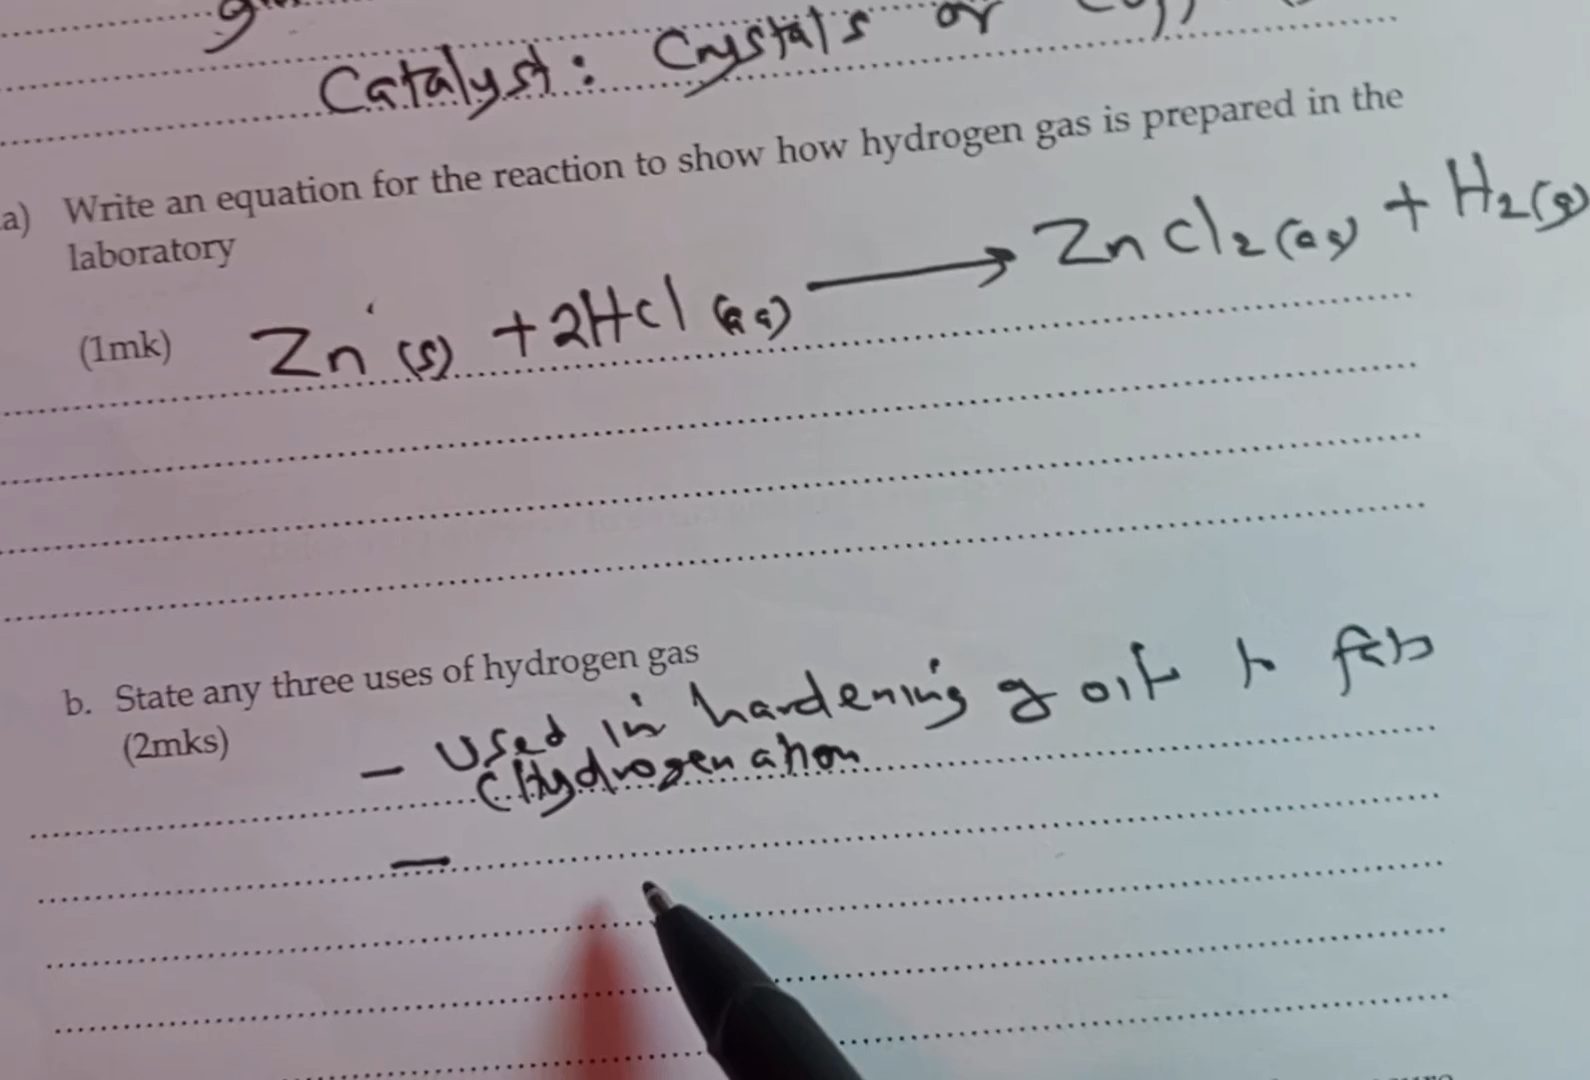 Catalyst: Crystals or
a) Write an equation for the reaction to show how hydrogen gas is prepared in the
laboratory
(1mk) Zn (s) + 2HCl (aq) → ZnCl₂ (aq) + H₂ (g)
b. State any three uses of hydrogen gas
(2mks) - Used in hardening of oil to fats
(Hydrogenation
-